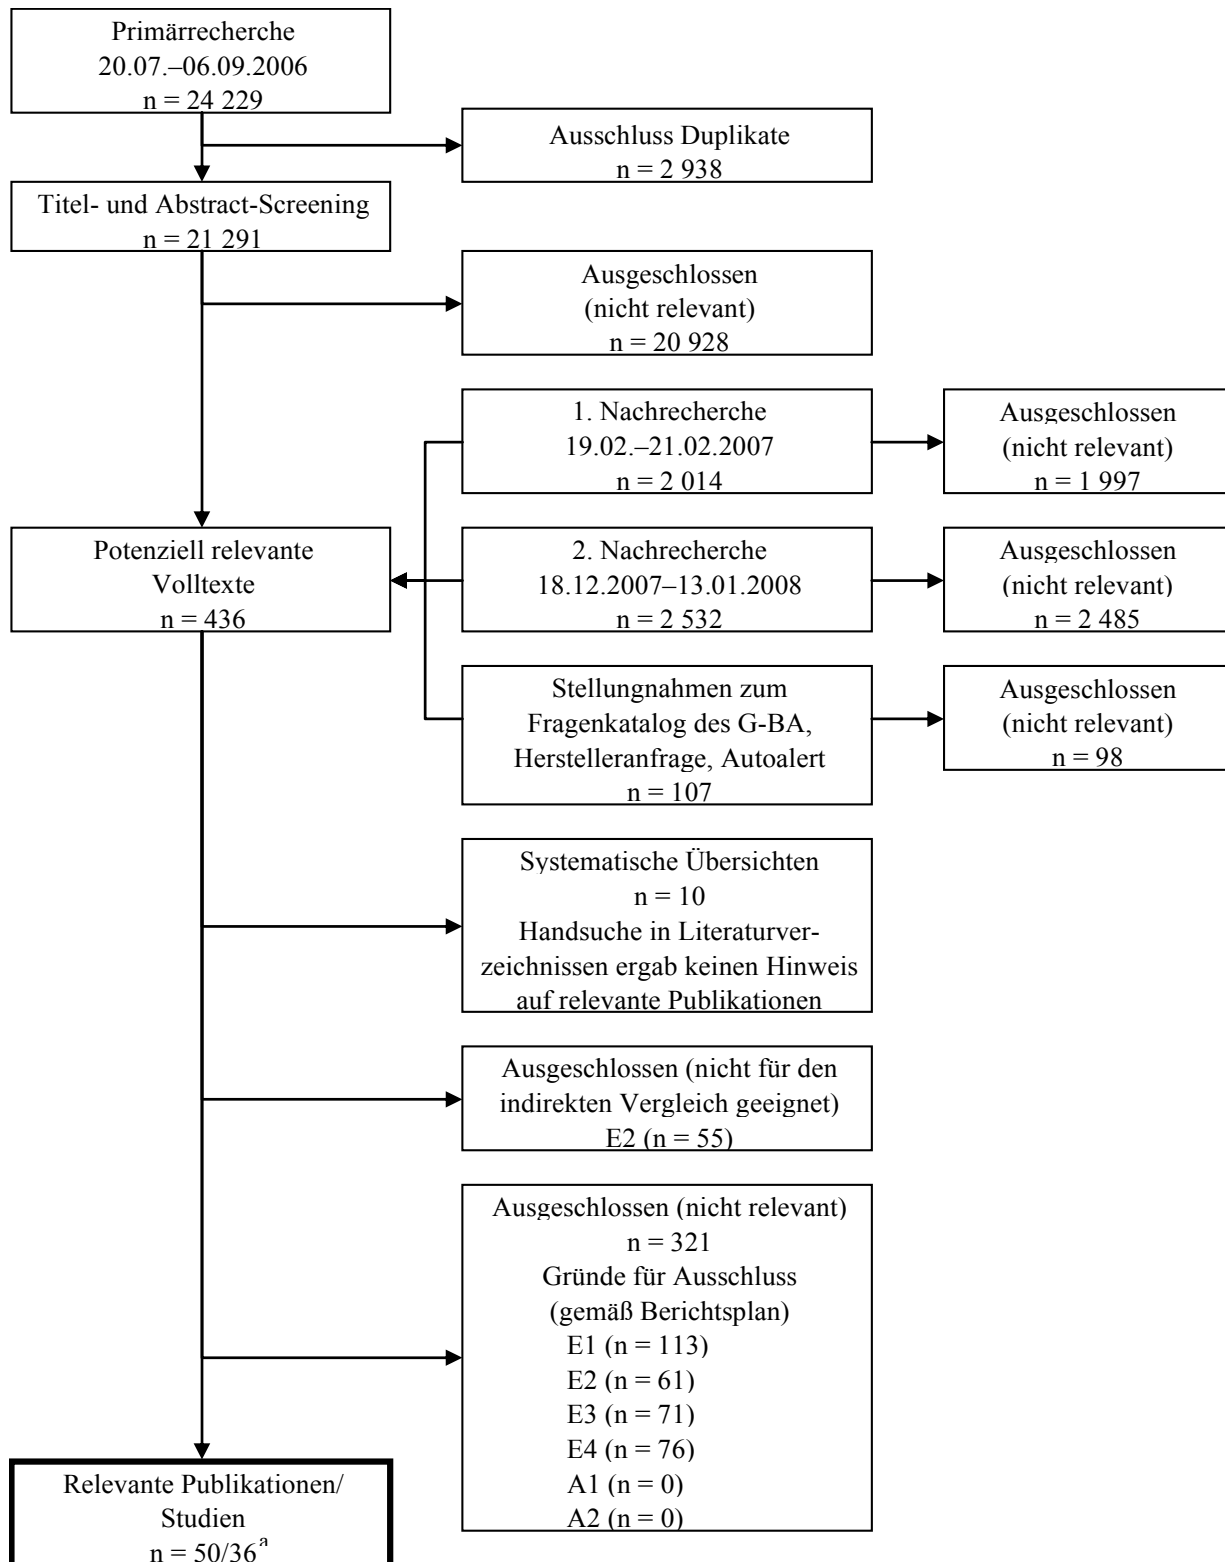 Primärrecherche
20.07.–06.09.2006
n = 24 229
Ausschluss Duplikate
n = 2 938
Titel- und Abstract-Screening
n = 21 291
Ausgeschlossen
(nicht relevant)
n = 20 928
1. Nachrecherche
19.02.–21.02.2007
n = 2 014
Ausgeschlossen
(nicht relevant)
n = 1 997
Potenziell relevante
Volltexte
n = 436
2. Nachrecherche
18.12.2007–13.01.2008
n = 2 532
Ausgeschlossen
(nicht relevant)
n = 2 485
Stellungnahmen zum
Fragenkatalog des G-BA,
Herstelleranfrage, Autoalert
n = 107
Ausgeschlossen
(nicht relevant)
n = 98
Systematische Übersichten
n = 10
Handsuche in Literaturver-
zeichnissen ergab keinen Hinweis
auf relevante Publikationen
Ausgeschlossen (nicht für den
indirekten Vergleich geeignet)
E2 (n = 55)
Ausgeschlossen (nicht relevant)
n = 321
Gründe für Ausschluss
(gemäß Berichtsplan)
E1 (n = 113)
E2 (n = 61)
E3 (n = 71)
E4 (n = 76)
A1 (n = 0)
A2 (n = 0)
Relevante Publikationen/
Studien
n = 50/36ᵃ